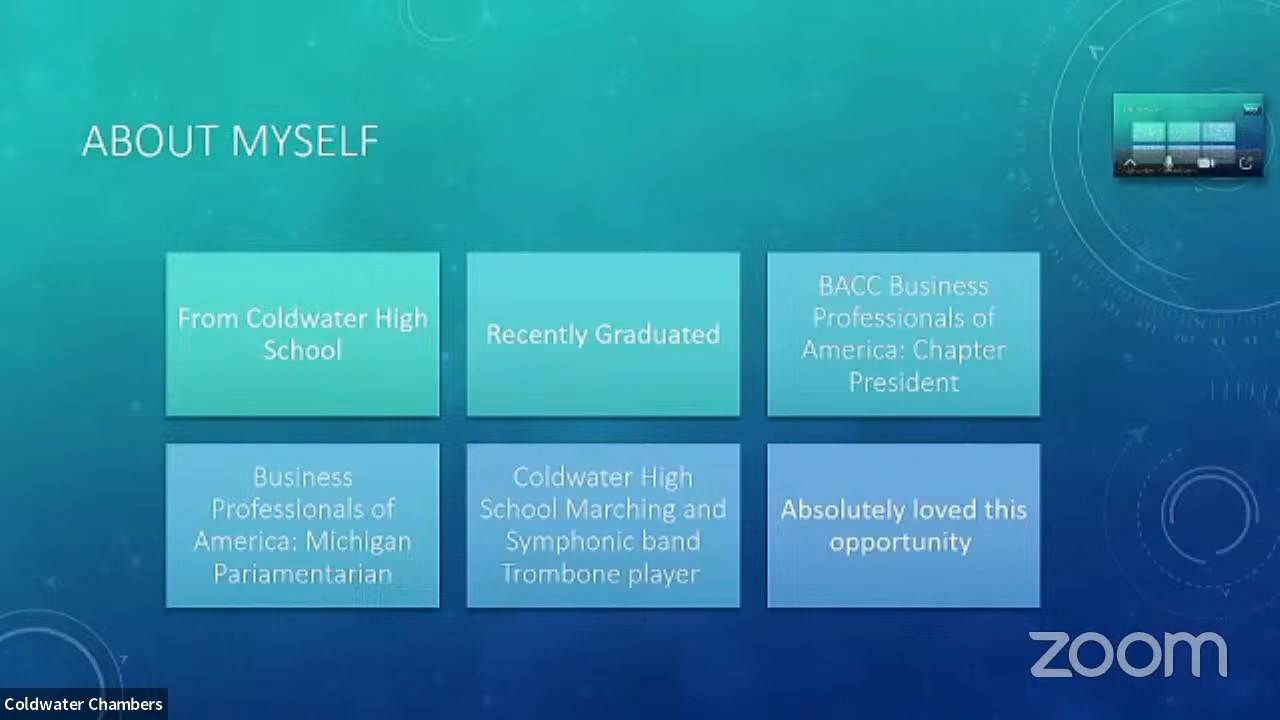 ABOUT MYSELF
From Coldwater High
School
Recently Graduated
BACC Business
Professionals of
America: Chapter
President
Business
Professionals of
America: Michigan
Pariamentarian
Coldwater High
School Marching and
Symphonic band
Trombone player
Absolutely loved this
opportunity
zoom
Coldwater Chambers